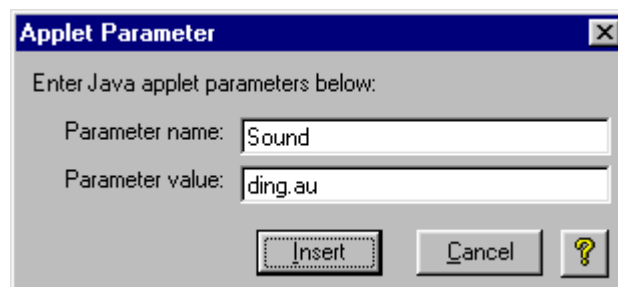 Applet Parameter
Enter Java applet parameters below:
Parameter name: Sound
Parameter value: ding.au
Insert Cancel ?